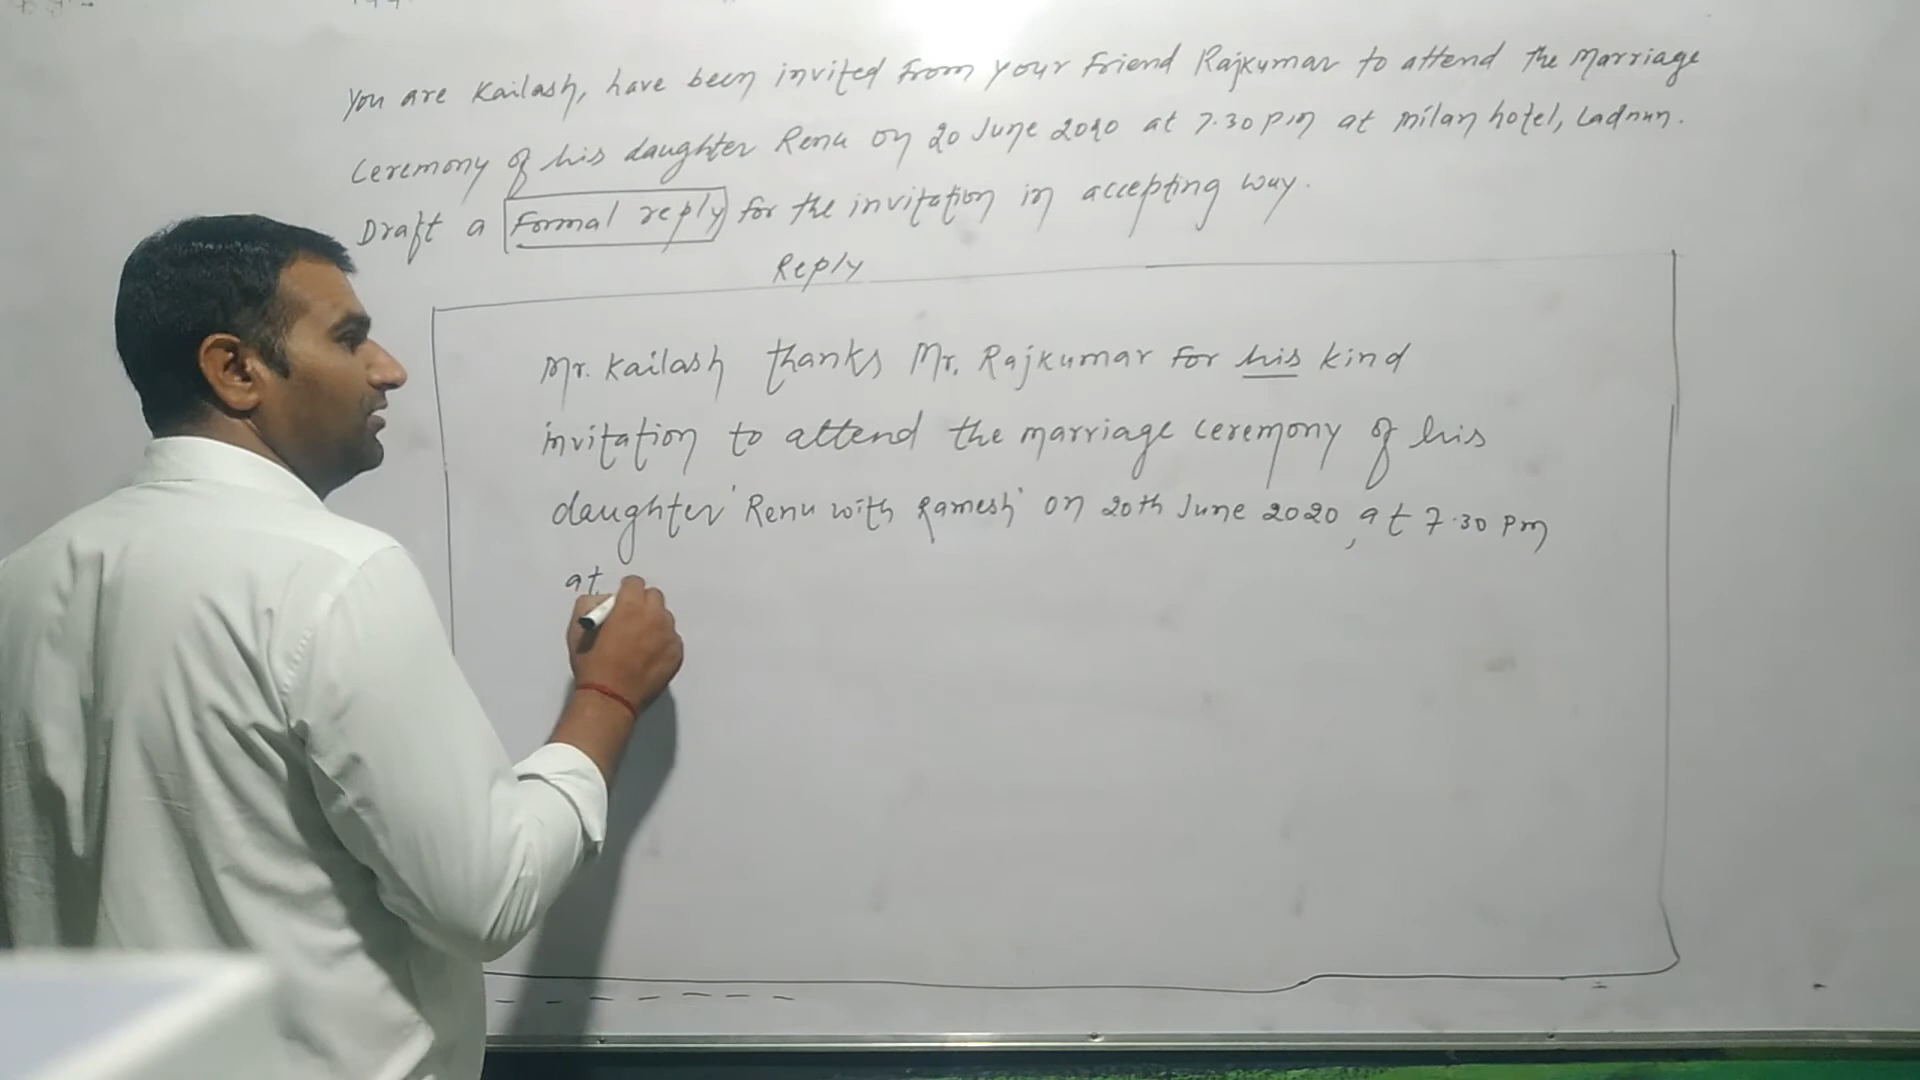 You are Kailash, have been invited from your friend Rajkumar to attend the Marriage
Ceremony of his daughter Renu on 20 June 2020 at 7.30 pm at milan hotel, Ladnun.
Draft a Formal reply for the invitation in accepting way.
Reply
Mr. Kailash thanks Mr. Rajkumar for his kind
invitation to attend the marriage ceremony of his
daughter 'Renu with Ramesh' on 20th June 2020, at 7.30 pm
at